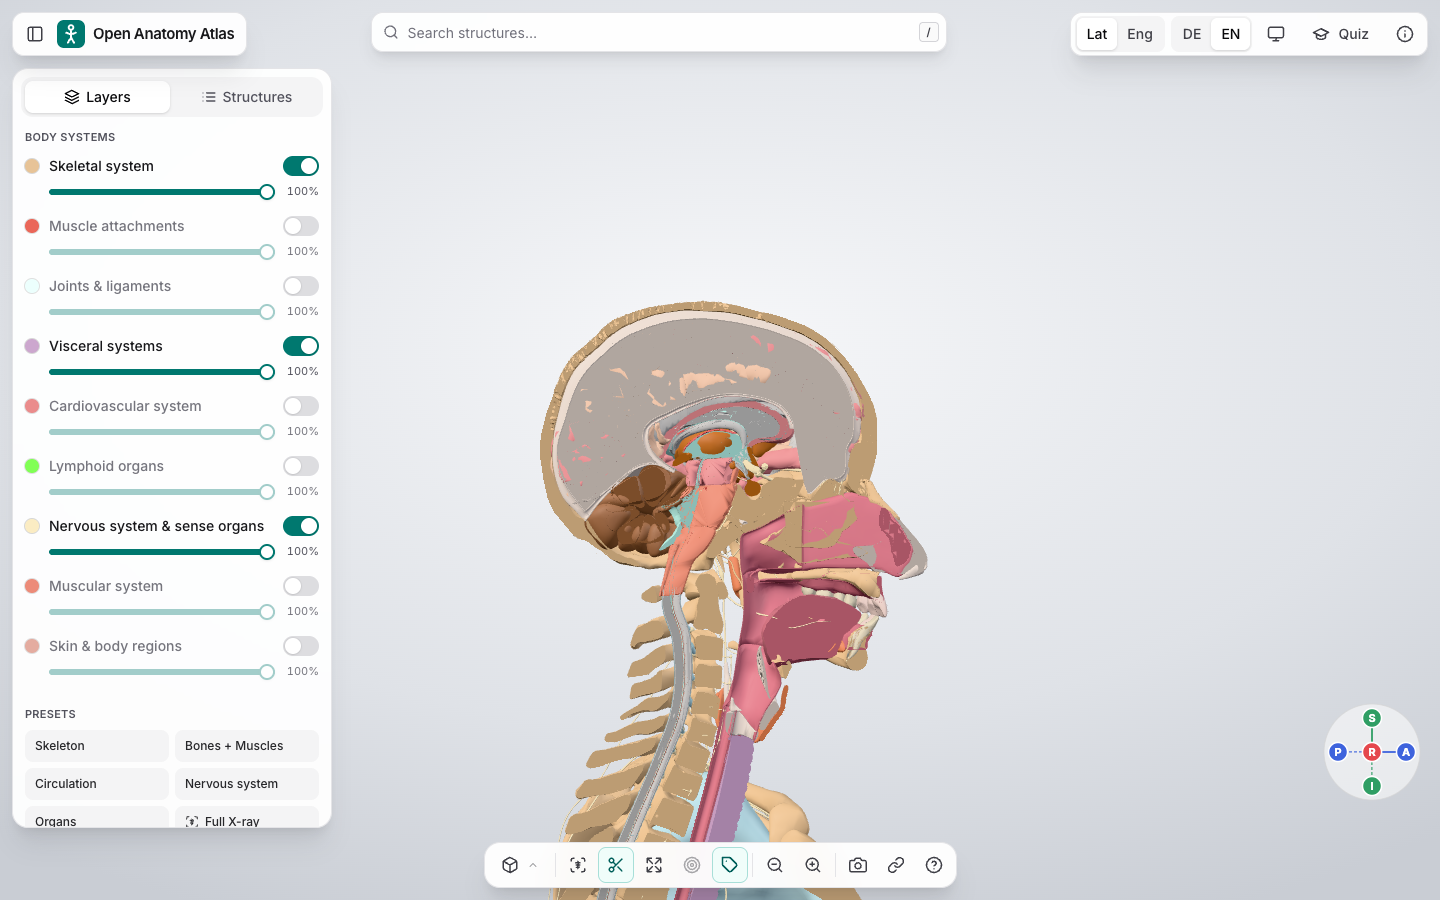 Open Anatomy Atlas
Search structures...
/
Lat Eng DE EN Quiz
Layers Structures
BODY SYSTEMS
Skeletal system
100%
Muscle attachments
100%
Joints & ligaments
100%
Visceral systems
100%
Cardiovascular system
100%
Lymphoid organs
100%
Nervous system & sense organs
100%
Muscular system
100%
Skin & body regions
100%
PRESETS
Skeleton Bones + Muscles
Circulation Nervous system
Organs Full X-ray
S
P R A
I